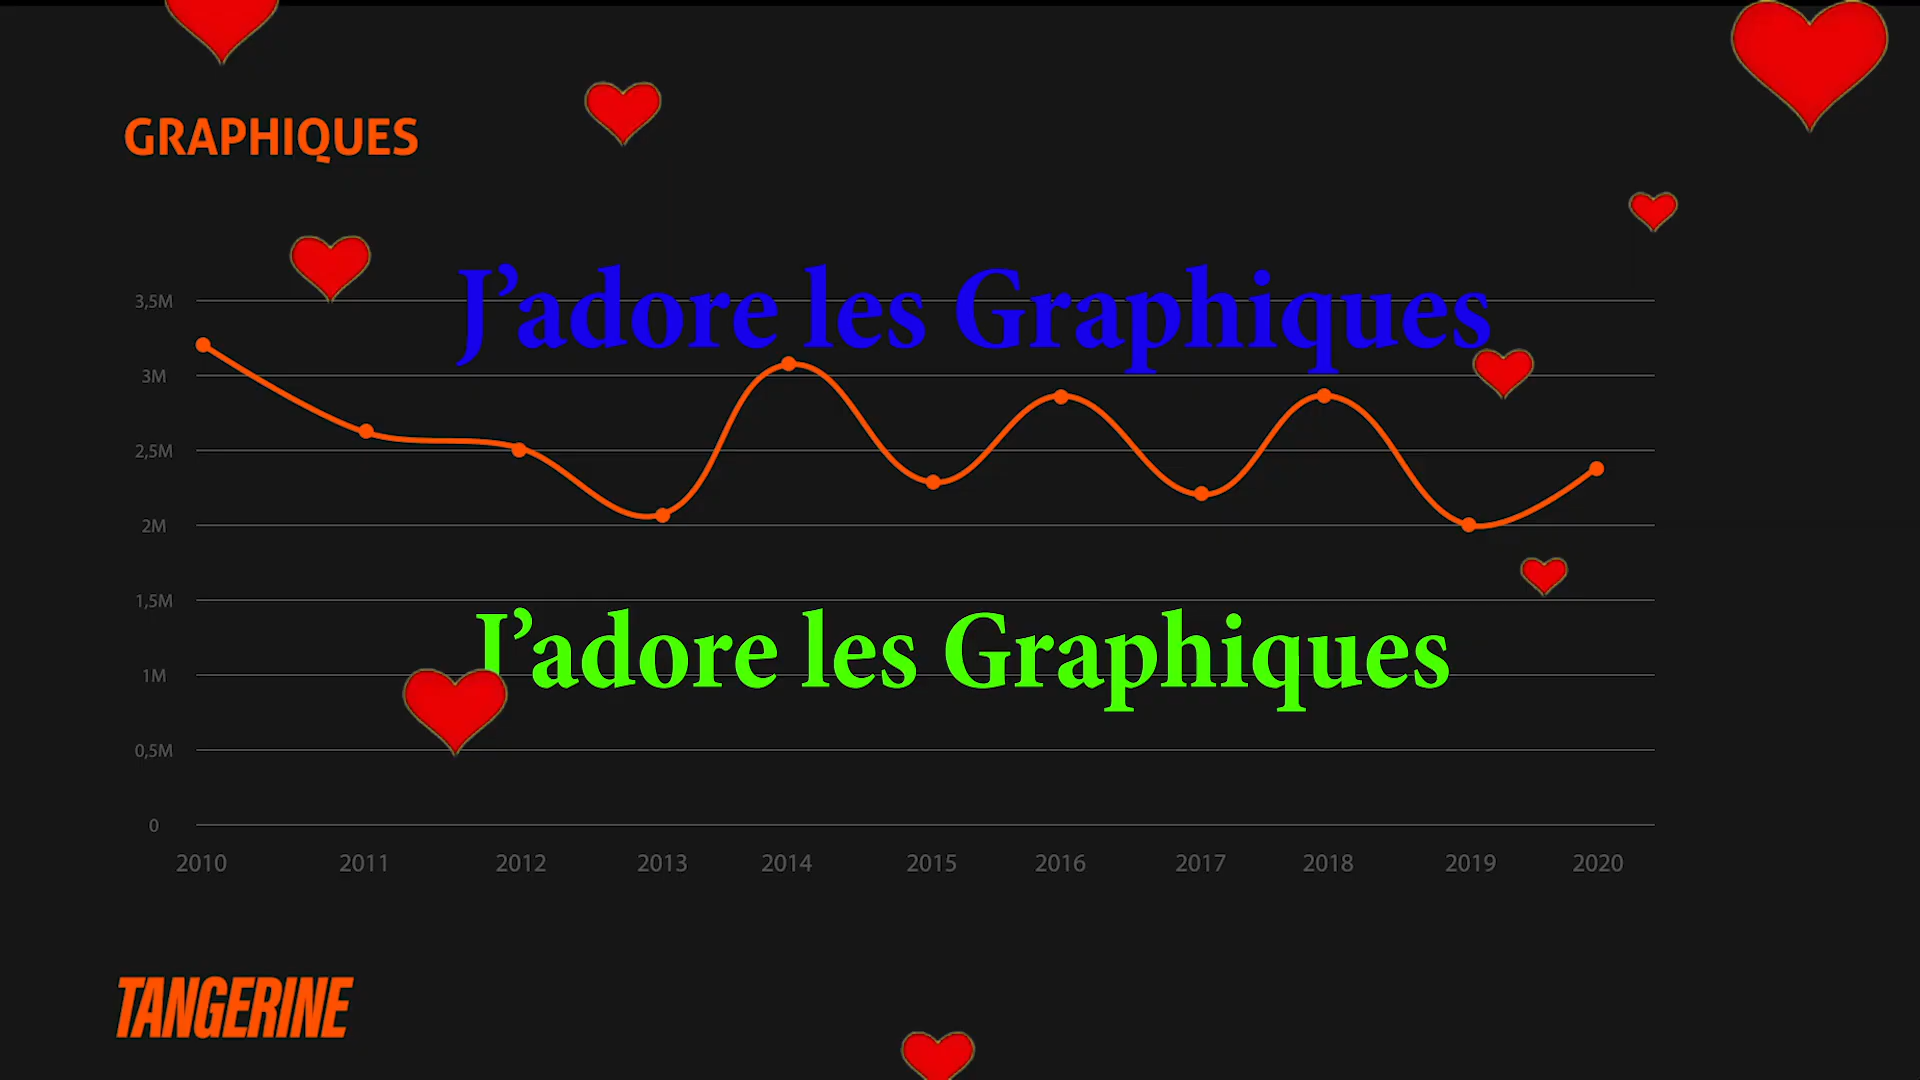 GRAPHIQUES
J’adore les Graphiques
3,5M
3M
2,5M
2M
1,5M
J’adore les Graphiques
1M
0,5M
0
2010 2011 2012 2013 2014 2015 2016 2017 2018 2019 2020
TANGERINE